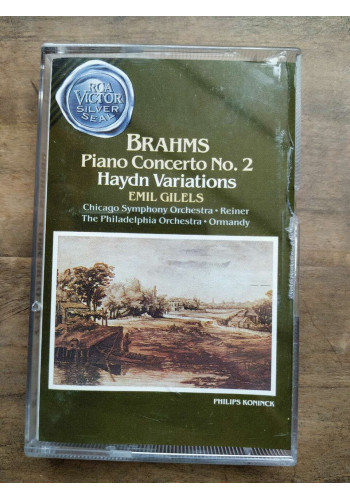 RCA
VICTOR
SILVER
SEAL
BRAHMS
Piano Concerto No. 2
Haydn Variations
EMIL GILELS
Chicago Symphony Orchestra • Reiner
The Philadelphia Orchestra • Ormandy
PHILIPS KONINCK